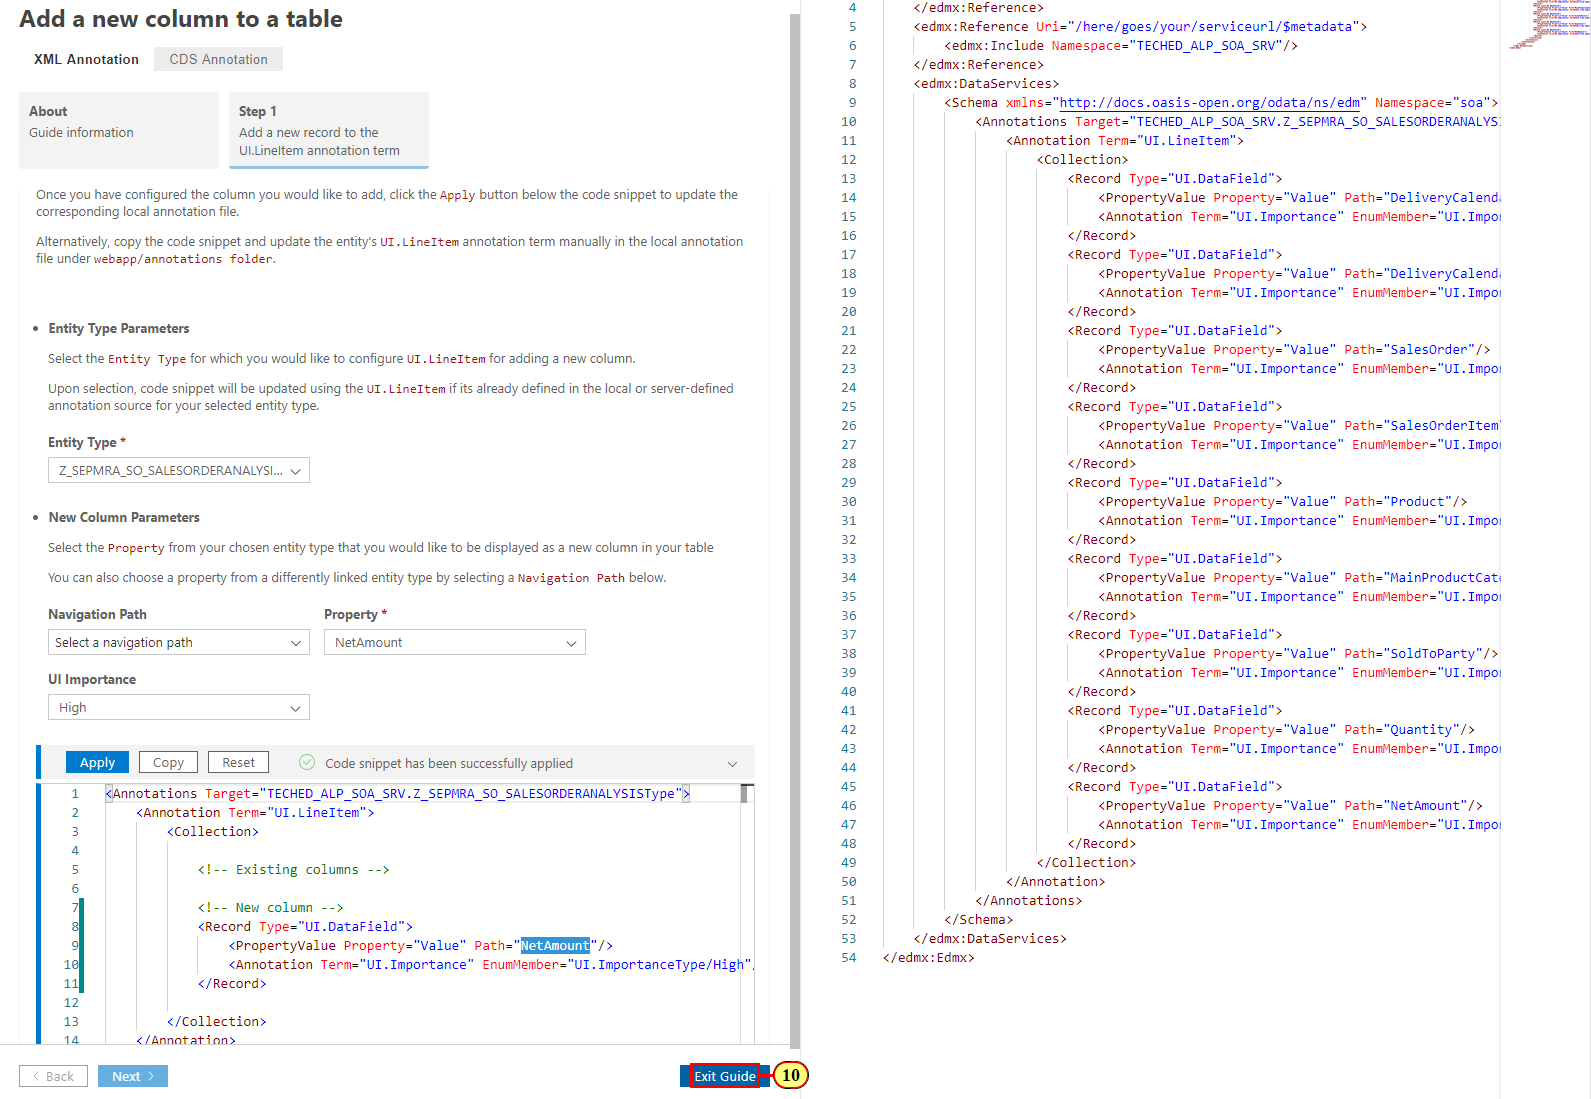 Add a new column to a table
XML Annotation
CDS Annotation
About
Guide information
Step 1
Add a new record to the
UI.LineItem annotation term
Once you have configured the column you would like to add, click the Apply button below the code snippet to update the
corresponding local annotation file.
Alternatively, copy the code snippet and update the entity's UI.LineItem annotation term manually in the local annotation
file under webapp/annotations folder.
• Entity Type Parameters
Select the Entity Type for which you would like to configure UI.LineItem for adding a new column.
Upon selection, code snippet will be updated using the UI.LineItem if its already defined in the local or server-defined
annotation source for your selected entity type.
Entity Type *
Z_SEPMRA_SO_SALESORDERANALYSI...
• New Column Parameters
Select the Property from your chosen entity type that you would like to be displayed as a new column in your table
You can also choose a property from a differently linked entity type by selecting a Navigation Path below.
Navigation Path
Property *
Select a navigation path
NetAmount
UI Importance
High
Apply
Copy
Reset
Code snippet has been successfully applied
1 <Annotations Target="TECHED_ALP_SOA_SRV.Z_SEPMRA_SO_SALESORDERANALYSISType">
2 <Annotation Term="UI.LineItem">
3 <Collection>
4
5 <!-- Existing columns -->
6
7 <!-- New column -->
8 <Record Type="UI.DataField">
9 <PropertyValue Property="Value" Path="NetAmount"/>
10 <Annotation Term="UI.Importance" EnumMember="UI.ImportanceType/High"/
11 </Record>
12
13 </Collection>
14 </Annotation>
< Back
Next >
Exit Guide
10
4 </edmx:Reference>
5 <edmx:Reference Uri="/here/goes/your/serviceurl/$metadata">
6 <edmx:Include Namespace="TECHED_ALP_SOA_SRV"/>
7 </edmx:Reference>
8 <edmx:DataServices>
9 <Schema xmlns="http://docs.oasis-open.org/odata/ns/edm" Namespace="soa">
10 <Annotations Target="TECHED_ALP_SOA_SRV.Z_SEPMRA_SO_SALESORDERANALYSI
11 <Annotation Term="UI.LineItem">
12 <Collection>
13 <Record Type="UI.DataField">
14 <PropertyValue Property="Value" Path="DeliveryCalenda
15 <Annotation Term="UI.Importance" EnumMember="UI.Impor
16 </Record>
17 <Record Type="UI.DataField">
18 <PropertyValue Property="Value" Path="DeliveryCalenda
19 <Annotation Term="UI.Importance" EnumMember="UI.Impor
20 </Record>
21 <Record Type="UI.DataField">
22 <PropertyValue Property="Value" Path="SalesOrder"/>
23 <Annotation Term="UI.Importance" EnumMember="UI.Impor
24 </Record>
25 <Record Type="UI.DataField">
26 <PropertyValue Property="Value" Path="SalesOrderItem"
27 <Annotation Term="UI.Importance" EnumMember="UI.Impor
28 </Record>
29 <Record Type="UI.DataField">
30 <PropertyValue Property="Value" Path="Product"/>
31 <Annotation Term="UI.Importance" EnumMember="UI.Impor
32 </Record>
33 <Record Type="UI.DataField">
34 <PropertyValue Property="Value" Path="MainProductCate
35 <Annotation Term="UI.Importance" EnumMember="UI.Impor
36 </Record>
37 <Record Type="UI.DataField">
38 <PropertyValue Property="Value" Path="SoldToParty"/>
39 <Annotation Term="UI.Importance" EnumMember="UI.Impor
40 </Record>
41 <Record Type="UI.DataField">
42 <PropertyValue Property="Value" Path="Quantity"/>
43 <Annotation Term="UI.Importance" EnumMember="UI.Impor
44 </Record>
45 <Record Type="UI.DataField">
46 <PropertyValue Property="Value" Path="NetAmount"/>
47 <Annotation Term="UI.Importance" EnumMember="UI.Impor
48 </Record>
49 </Collection>
50 </Annotation>
51 </Annotations>
52 </Schema>
53 </edmx:DataServices>
54 </edmx:Edmx>